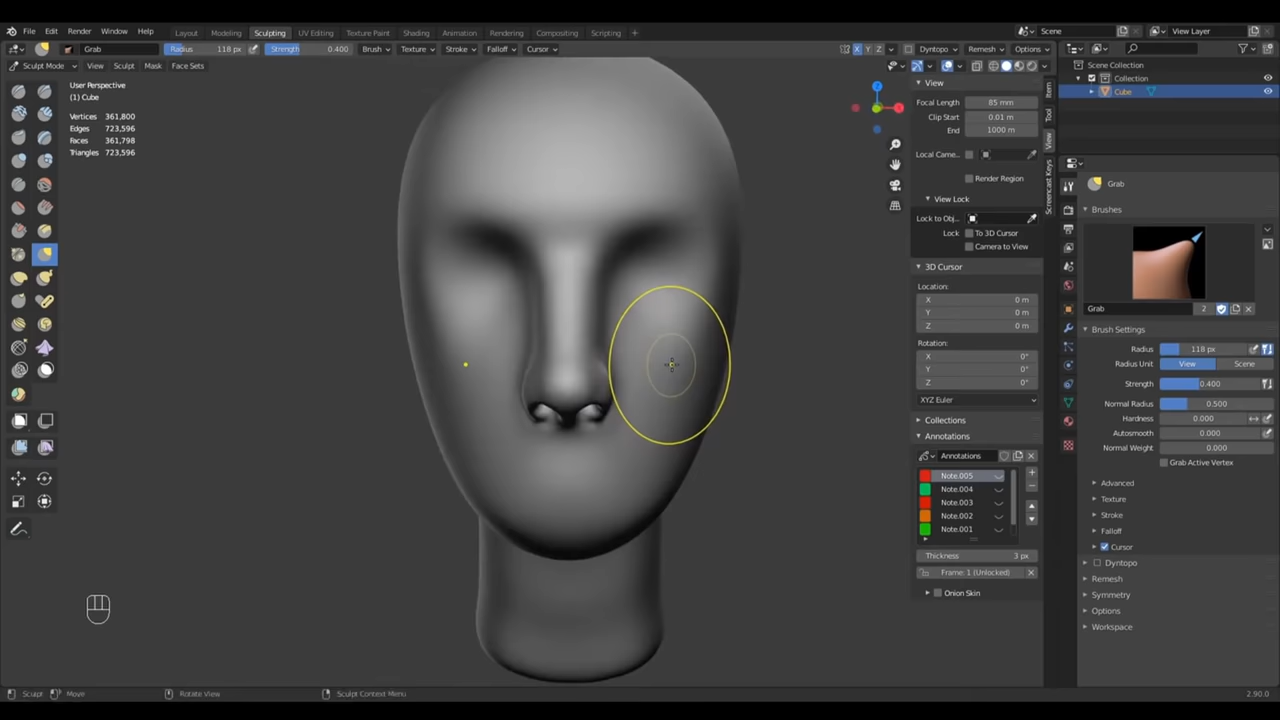 File Edit Render Window Help Layout Modeling Sculpting UV Editing Texture Paint Shading Animation Rendering Compositing Scripting + Scene View Layer
Grab Radius 118 px Strength 0.400 Brush Texture Stroke Falloff Cursor X Y Z Dyntopo Remesh Options
Sculpt Mode View Sculpt Mask Face Sets
User Perspective
(1) Cube
Vertices 361,800
Edges 723,596
Faces 361,798
Triangles 723,596
Z
View
Focal Length 85 mm
Clip Start 0.01 m
End 1000 m
Local Came...
Render Region
View Lock
Lock to Obj...
Lock To 3D Cursor
Camera to View
3D Cursor
Location:
X 0 m
Y 0 m
Z 0 m
Rotation:
X 0°
Y 0°
Z 0°
XYZ Euler
Collections
Annotations
Annotations
Note.005
Note.004
Note.003
Note.002
Note.001
Thickness 3 px
Frame: 1 (Unlocked)
Onion Skin
Item
Tool
View
Screencast Keys
Scene Collection
Collection
Cube
Grab
Brushes
Grab 2
Brush Settings
Radius 118 px
Radius Unit View Scene
Strength 0.400
Normal Radius 0.500
Hardness 0.000
Autosmooth 0.000
Normal Weight 0.000
Grab Active Vertex
Advanced
Texture
Stroke
Falloff
Cursor
Dyntopo
Remesh
Symmetry
Options
Workspace
Sculpt Move Rotate View Sculpt Context Menu 2.90.0